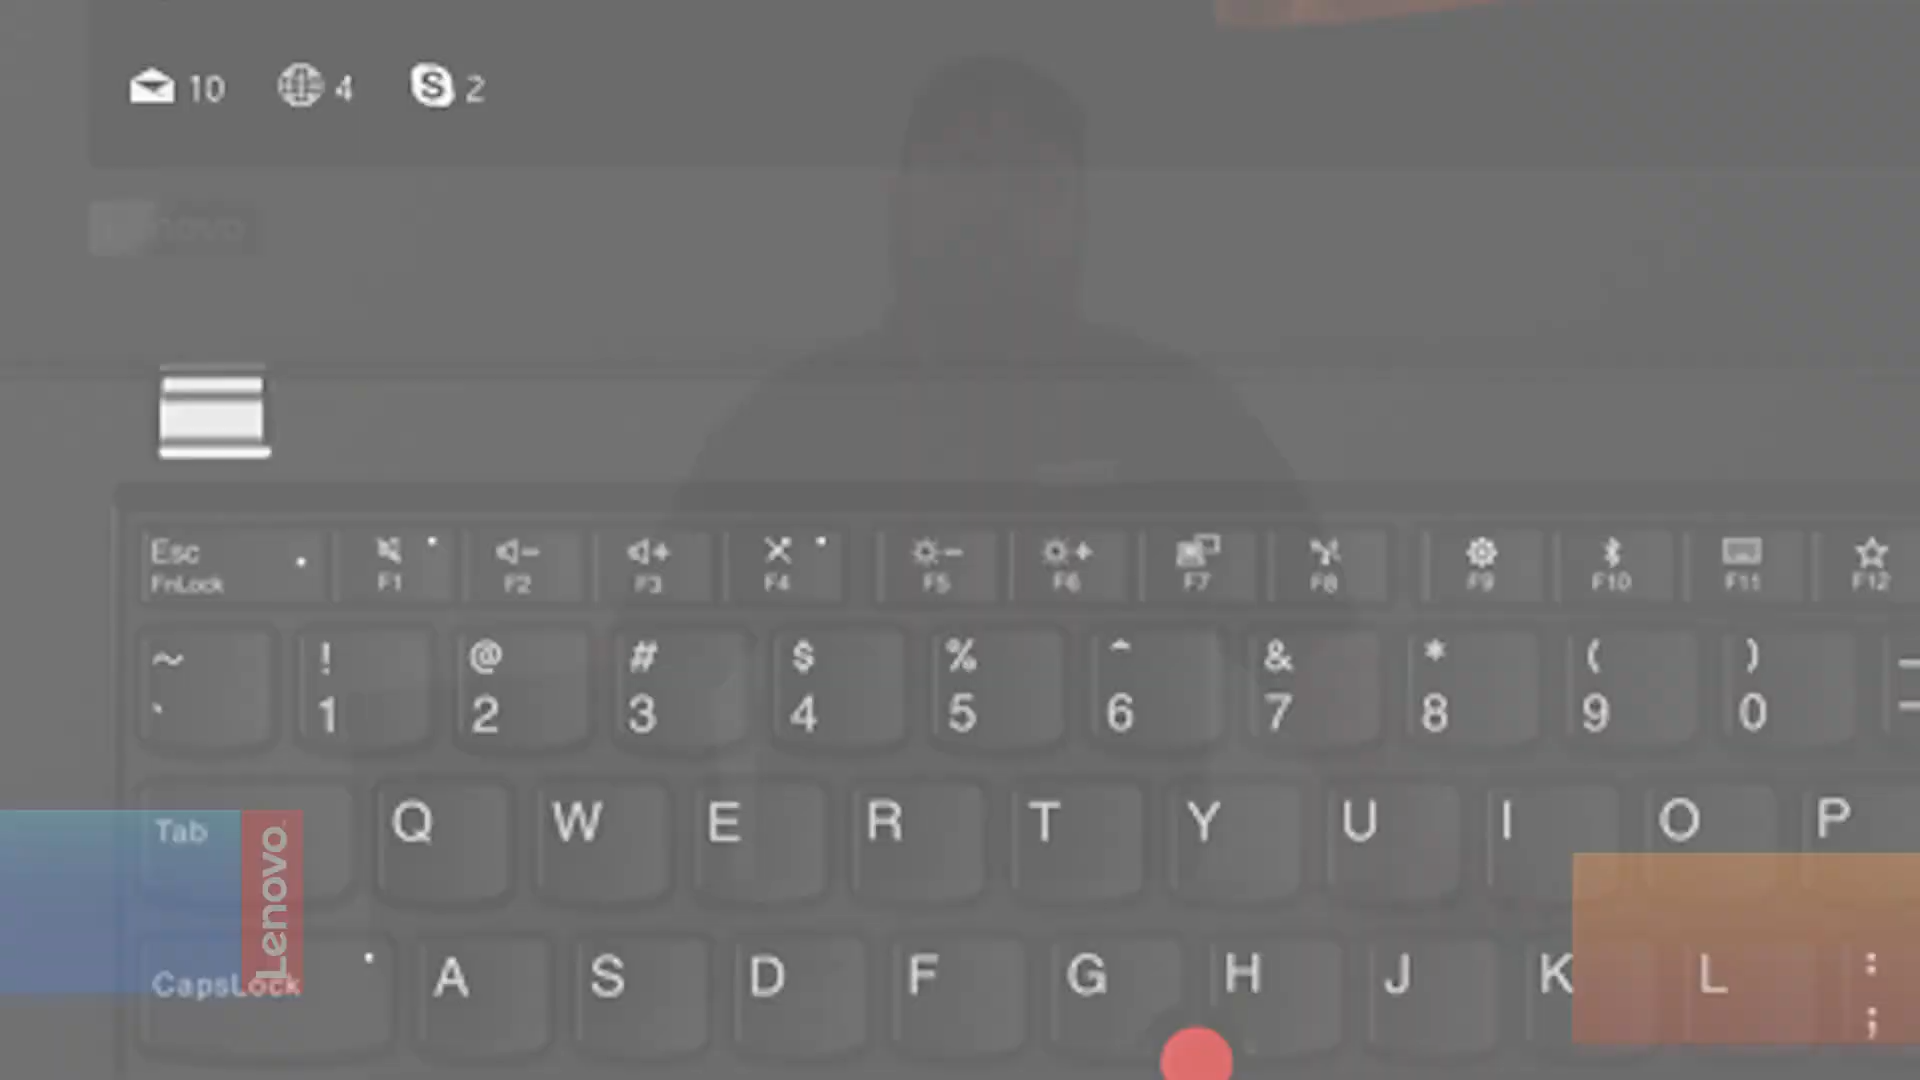 10 4 S 2
novo
Esc F1 F2 F3 F4 F5 F6 F7 F8 F9 F10 F11 F12
FnLock
~ ! @ # $ % ^ & * ( )
` 1 2 3 4 5 6 7 8 9 0
Tab Q W E R T Y U I O P
Lenovo
CapsLock A S D F G H J K L :
;